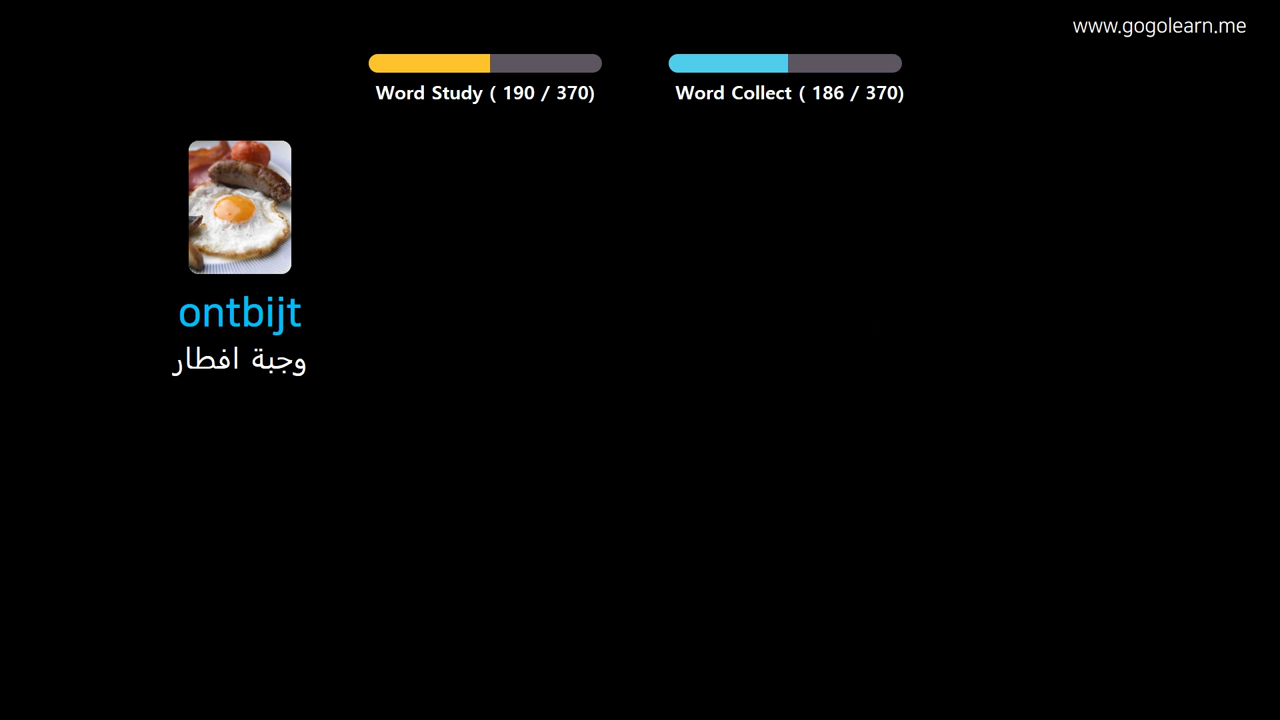 www.gogolearn.me
Word Study ( 190 / 370)
Word Collect ( 186 / 370)
ontbijt
وجبة افطار